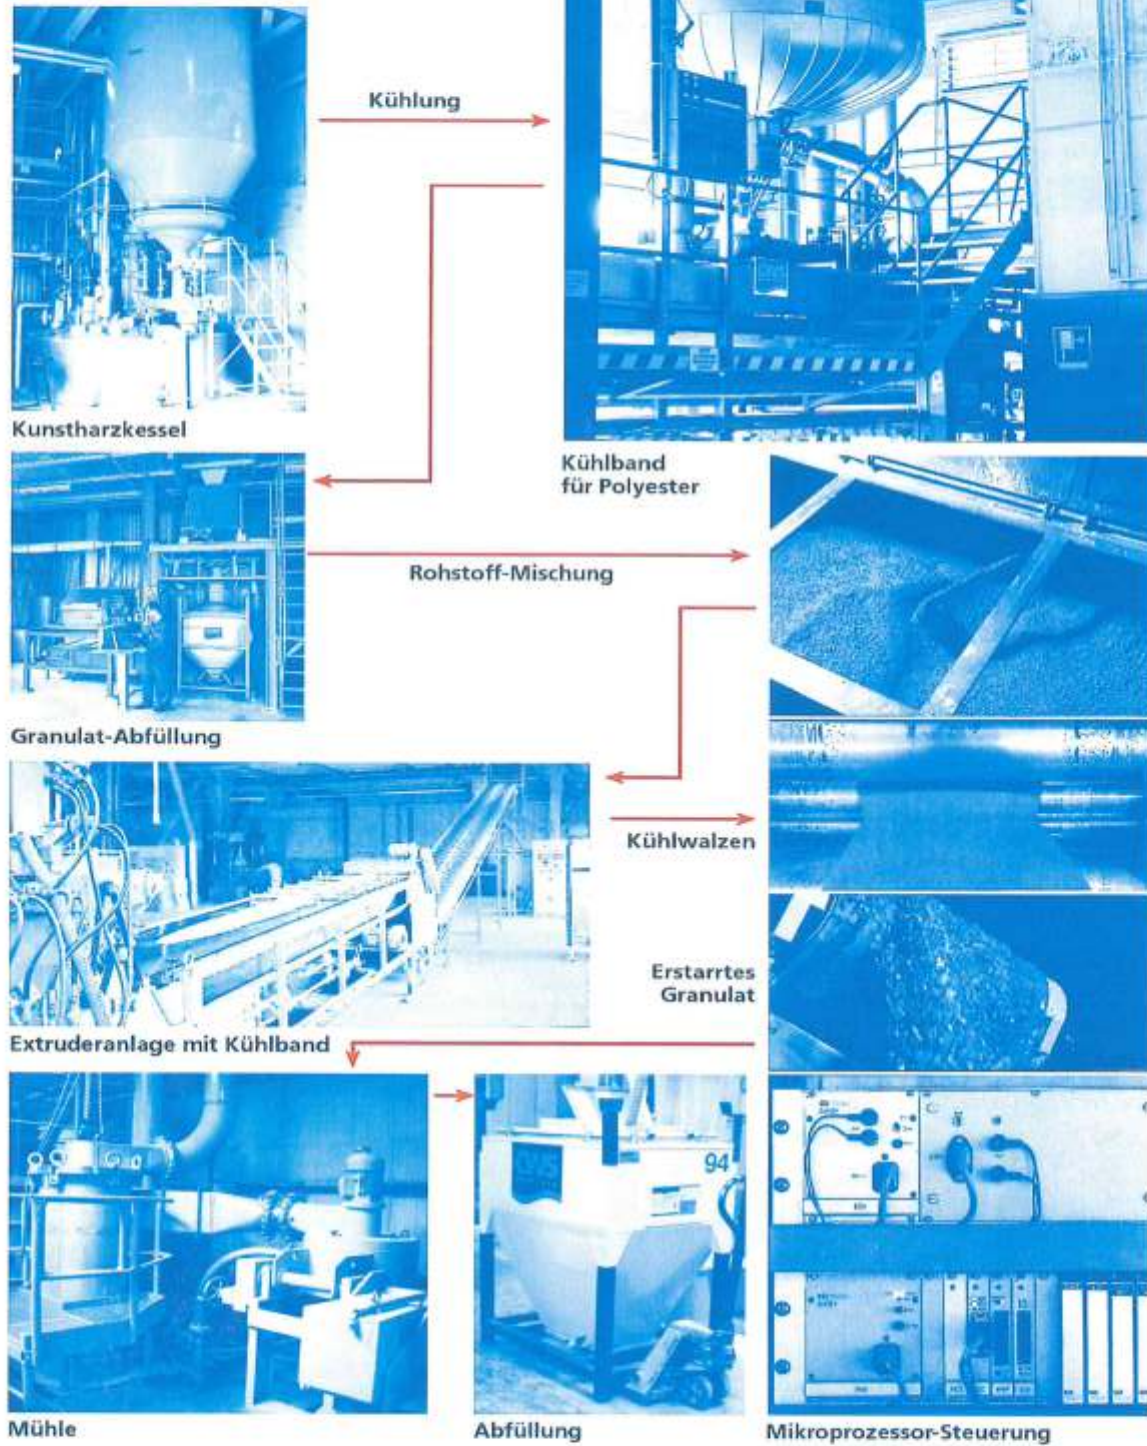 Kühlung
Kunstharzkessel
Kühlband
für Polyester
Rohstoff-Mischung
Granulat-Abfüllung
Kühlwalzen
Erstarrtes
Granulat
Extruderanlage mit Kühlband
94
Mühle
Abfüllung
Mikroprozessor-Steuerung